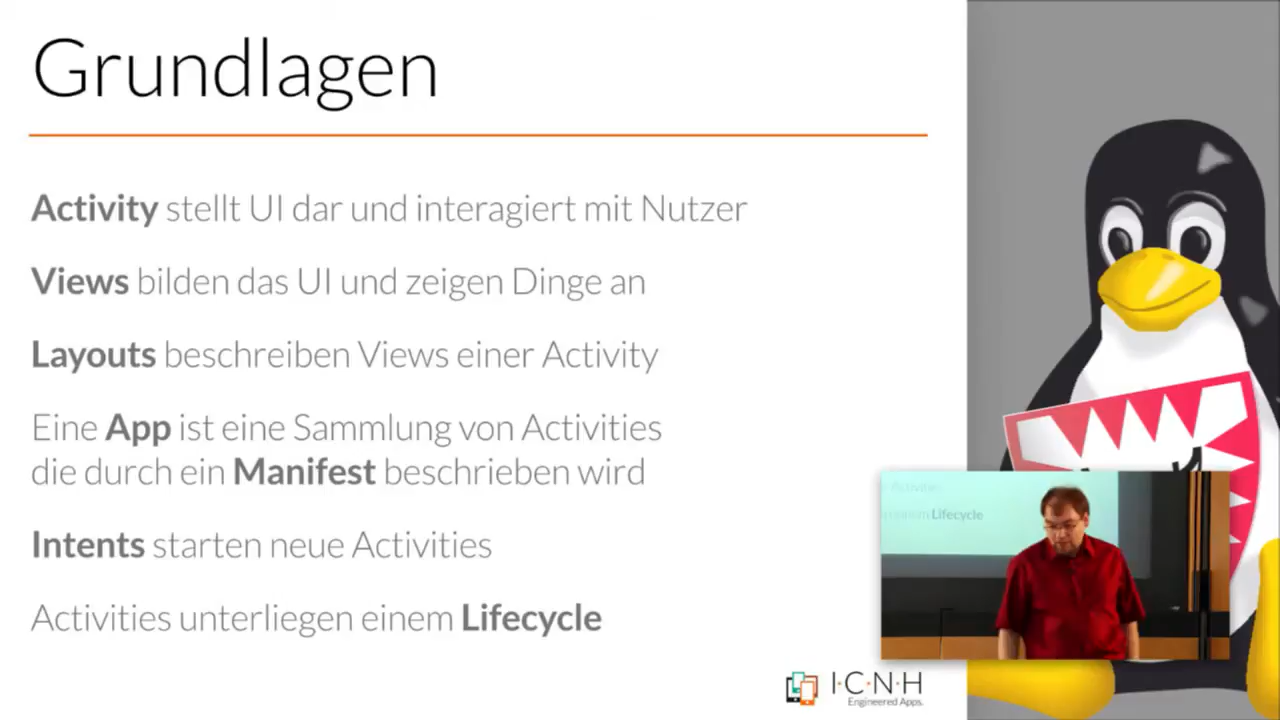 Grundlagen
Activity stellt UI dar und interagiert mit Nutzer
Views bilden das UI und zeigen Dinge an
Layouts beschreiben Views einer Activity
Eine App ist eine Sammlung von Activities
die durch ein Manifest beschrieben wird
Intents starten neue Activities
Activities unterliegen einem Lifecycle
Activities
Lifecycle
I·C·N·H
Engineered Apps.